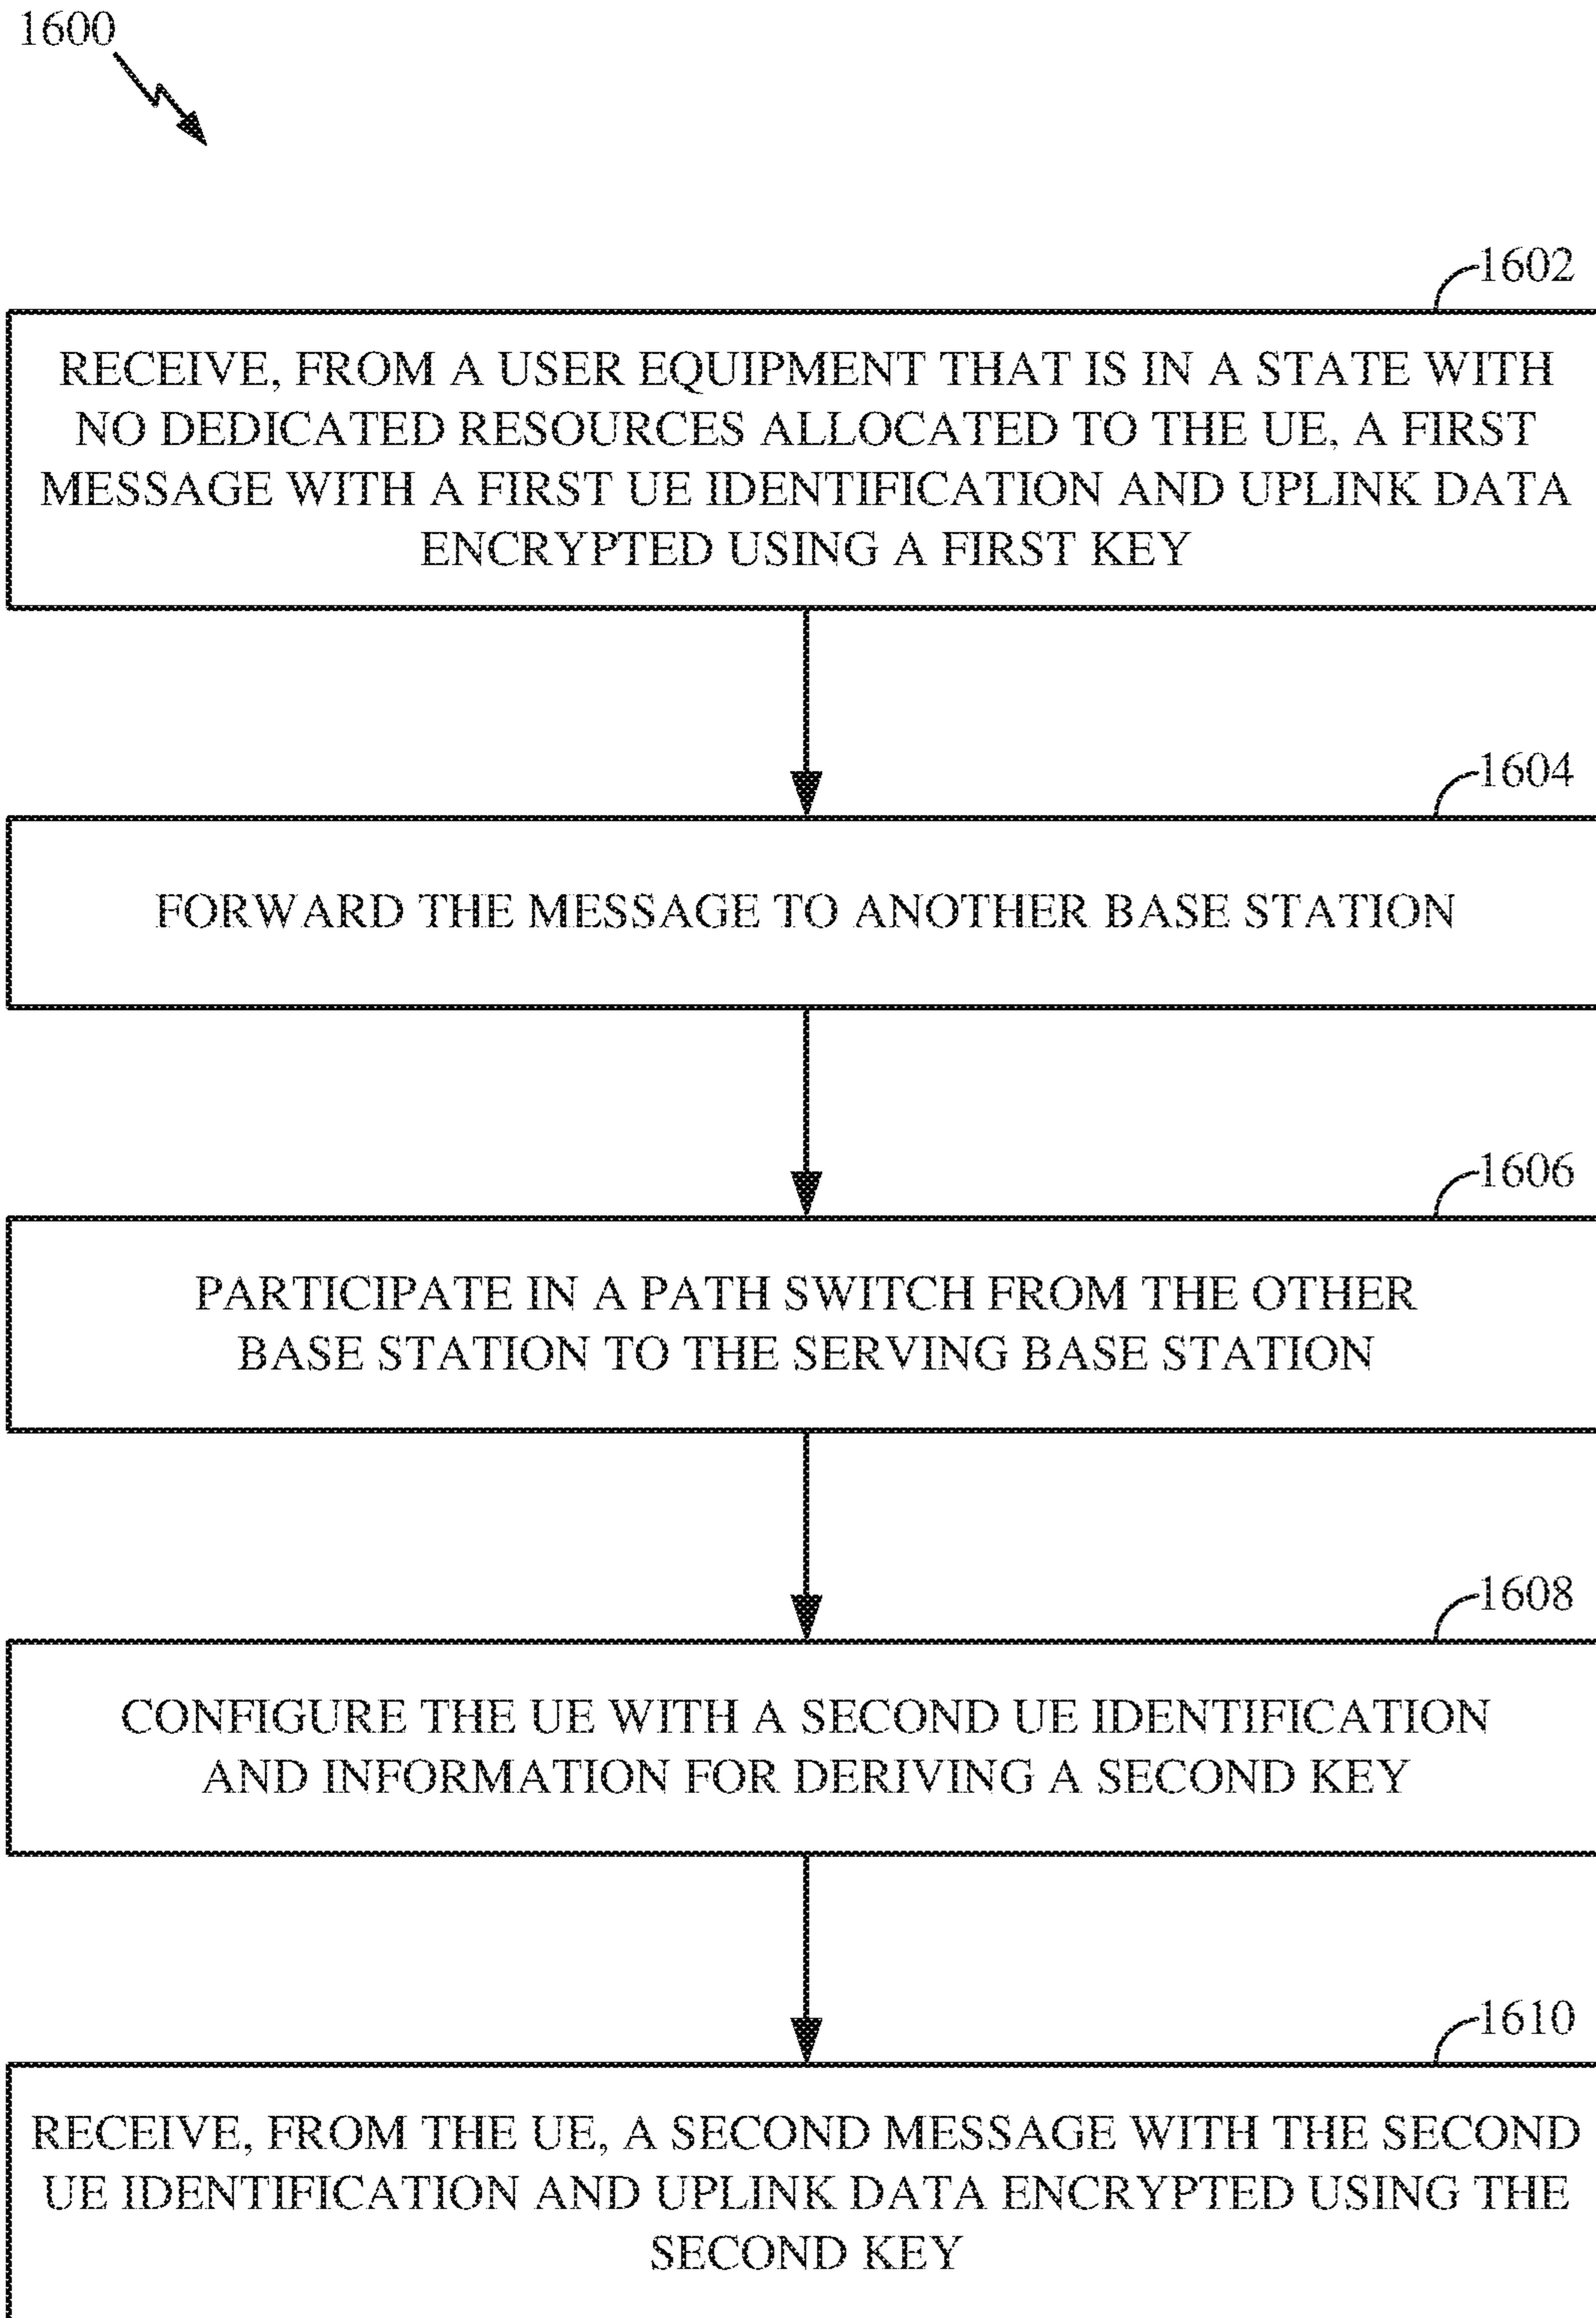 1600
1602
RECEIVE, FROM A USER EQUIPMENT THAT IS IN A STATE WITH
NO DEDICATED RESOURCES ALLOCATED TO THE UE, A FIRST
MESSAGE WITH A FIRST UE IDENTIFICATION AND UPLINK DATA
ENCRYPTED USING A FIRST KEY
1604
FORWARD THE MESSAGE TO ANOTHER BASE STATION
1606
PARTICIPATE IN A PATH SWITCH FROM THE OTHER
BASE STATION TO THE SERVING BASE STATION
1608
CONFIGURE THE UE WITH A SECOND UE IDENTIFICATION
AND INFORMATION FOR DERIVING A SECOND KEY
1610
RECEIVE, FROM THE UE, A SECOND MESSAGE WITH THE SECOND
UE IDENTIFICATION AND UPLINK DATA ENCRYPTED USING THE
SECOND KEY